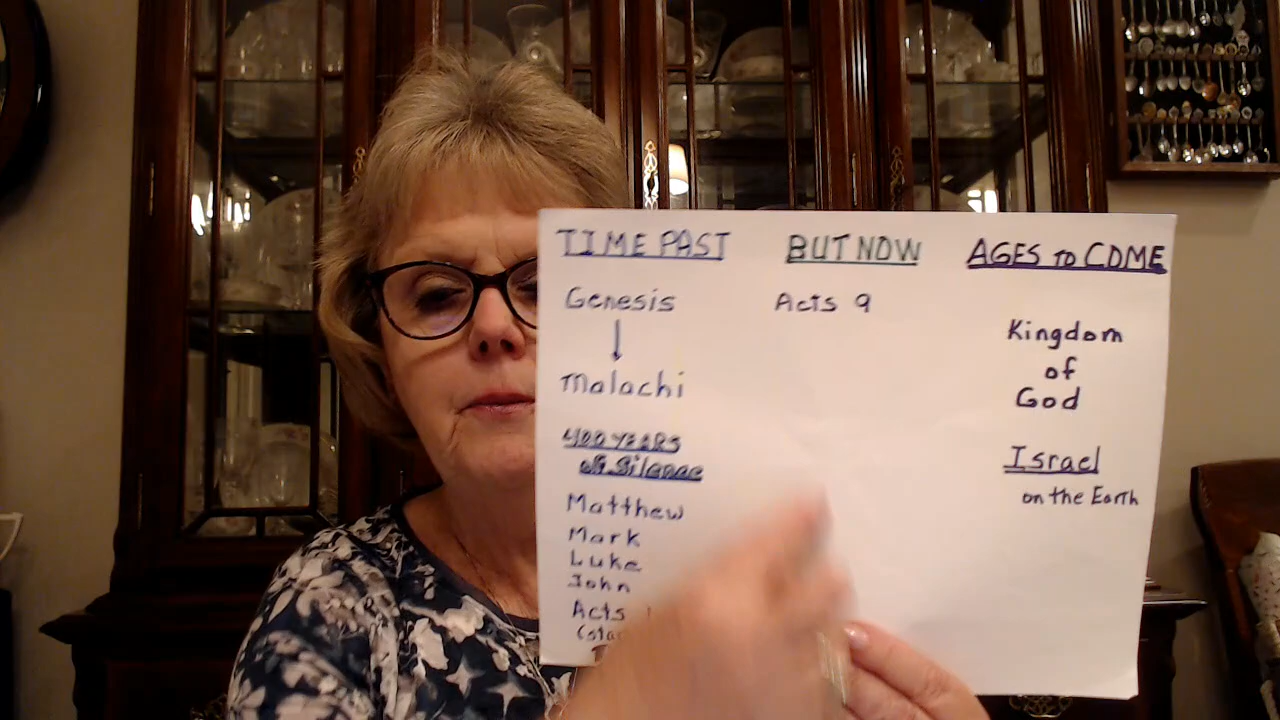 TIME PAST
Genesis
Malachi
400 YEARS
of Silence
Matthew
Mark
Luke
John
Acts
BUT NOW
Acts 9
AGES TO COME
Kingdom
of
God
Israel
on the Earth